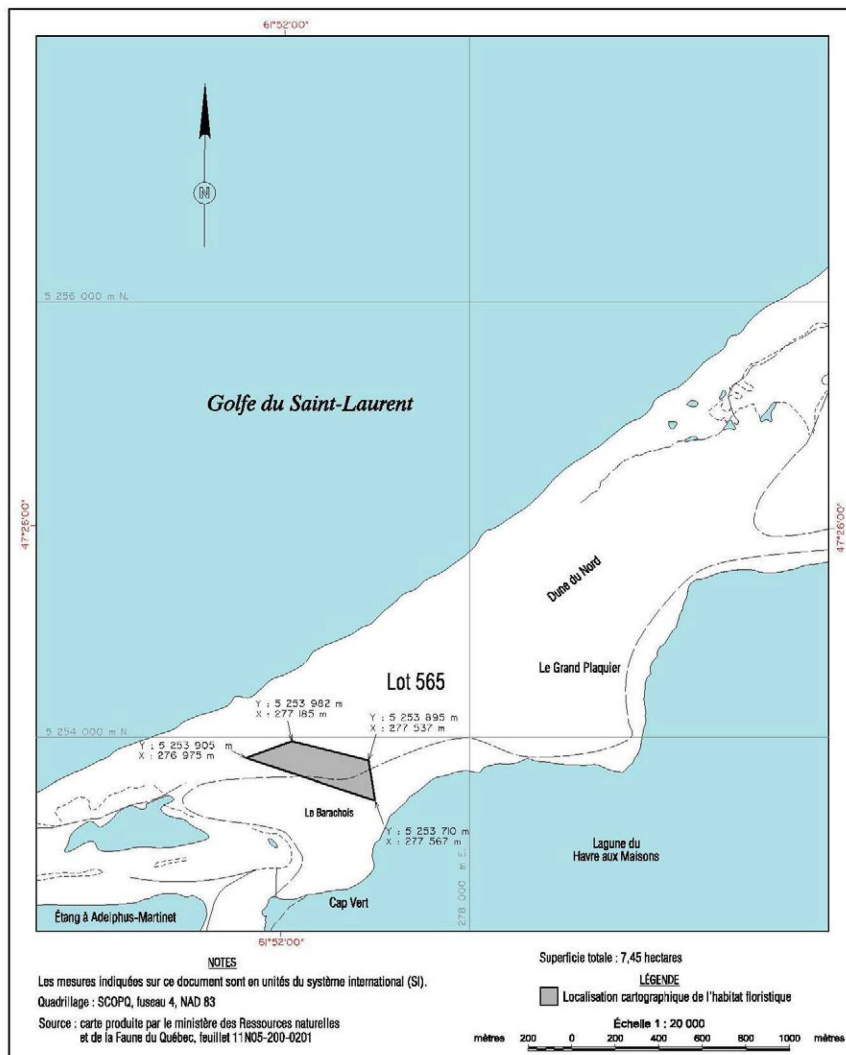 61°52'00"
N
5 256 000 m N.
Golfe du Saint-Laurent
47°26'00"
47°26'00"
Dune du Nord
Le Grand Plaquier
Lot 565
Y : 5 253 982 m
X : 277 185 m
Y : 5 253 895 m
X : 277 537 m
5 254 000 m N
Y : 5 253 905 m
X : 276 975 m
Le Barachois
Y : 5 253 710 m
X : 277 567 m
Lagune du
Havre aux Maisons
278 000 m E.
Cap Vert
Étang à Adelphus-Martinet
61°52'00"
NOTES
Les mesures indiquées sur ce document sont en unités du système international (SI).
Quadrillage : SCOPQ, fuseau 4, NAD 83
Source : carte produite par le ministère des Ressources naturelles
et de la Faune du Québec, feuillet 11N05-200-0201
Superficie totale : 7,45 hectares
LÉGENDE
Localisation cartographique de l'habitat floristique
Échelle 1 : 20 000
mètres 200 0 200 400 600 800 1000 mètres